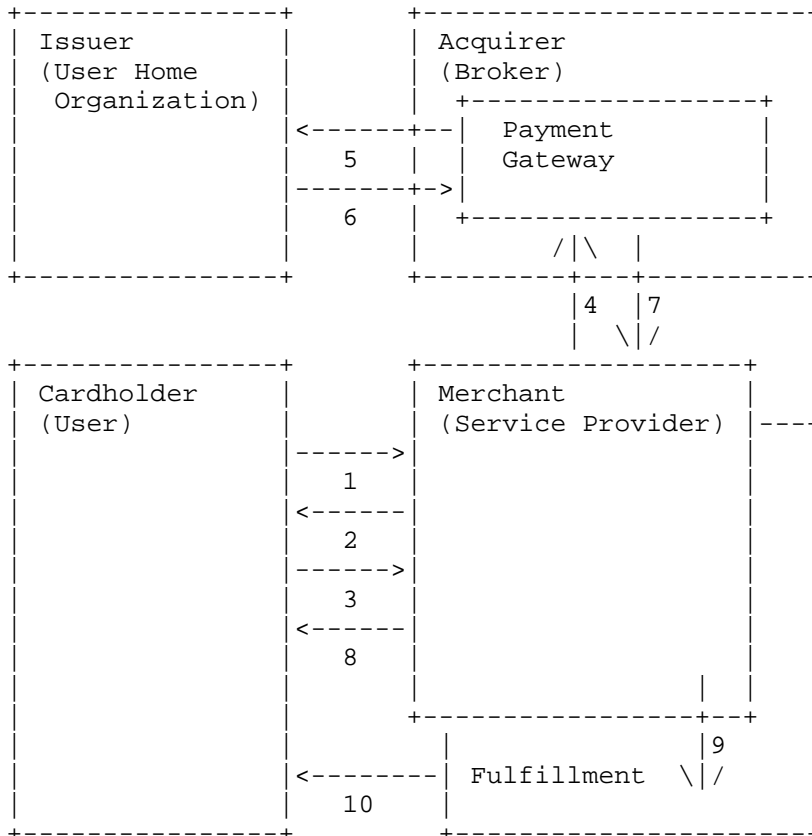 Issuer Acquirer
(User Home (Broker)
Organization)
Payment
5 Gateway
6
4 7
Cardholder Merchant
(User) (Service Provider)
1
2
3
8
9
Fulfillment
10